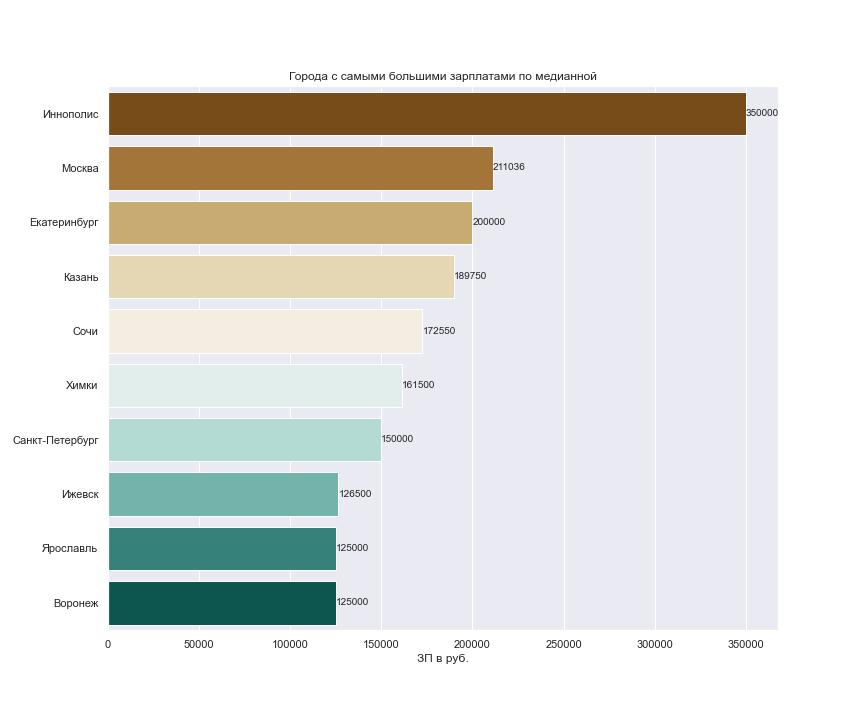 Города с самыми большими зарплатами по медианной
Иннополис 350000
Москва 211036
Екатеринбург 200000
Казань 189750
Сочи 172550
Химки 161500
Санкт-Петербург 150000
Ижевск 126500
Ярославль 125000
Воронеж 125000
0 50000 100000 150000 200000 250000 300000 350000
ЗП в руб.